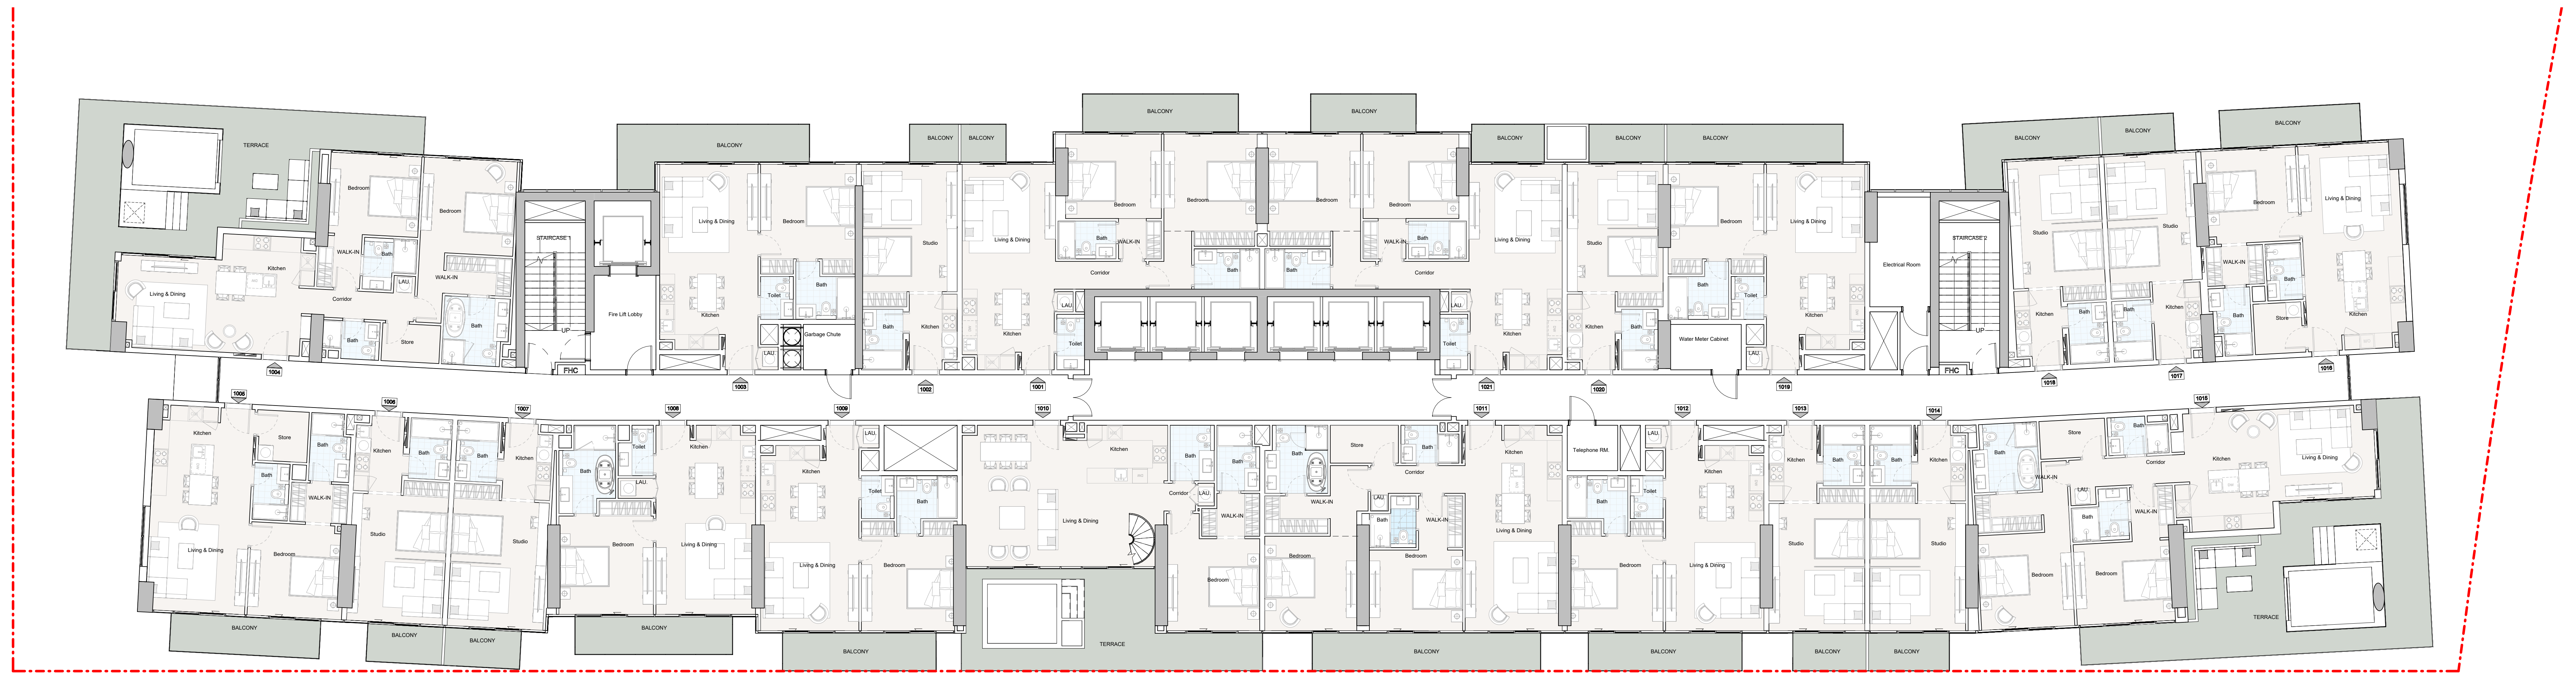 TERRACE
Bedroom
Bedroom
WALK-IN
Bath
WALK-IN
LAU.
Kitchen
Living & Dining
Corridor
Bath
Store
Bath
1004
STAIRCASE 1
UP
FHC
Fire Lift Lobby
BALCONY
Living & Dining
Bedroom
Toilet
Bath
Kitchen
LAU.
Garbage Chute
1003
BALCONY
Studio
Bath
Kitchen
1002
BALCONY
Living & Dining
Kitchen
LAU.
Toilet
1001
BALCONY
Bedroom
Bedroom
Bath
WALK-IN
Corridor
Bath
BALCONY
Bedroom
Bedroom
WALK-IN
Bath
Bath
Corridor
BALCONY
Living & Dining
LAU.
Toilet
Kitchen
1021
BALCONY
Studio
Kitchen
Bath
1020
BALCONY
Bedroom
Living & Dining
Bath
Toilet
Water Meter Cabinet
LAU.
Kitchen
1019
Electrical Room
STAIRCASE 2
UP
FHC
BALCONY
Studio
Kitchen
Bath
1018
BALCONY
Studio
Kitchen
Bath
1017
BALCONY
Bedroom
Living & Dining
WALK-IN
Bath
Bath
Store
Kitchen
1016
1005
Kitchen
Store
Bath
Bath
WALK-IN
Living & Dining
Bedroom
BALCONY
1006
Kitchen
Bath
Studio
BALCONY
1007
Bath
Kitchen
Studio
BALCONY
1008
Toilet
Kitchen
Bath
LAU.
Bedroom
Living & Dining
BALCONY
1009
LAU.
Kitchen
Toilet
Bath
Living & Dining
Bedroom
BALCONY
1010
Kitchen
Living & Dining
Bath
Bath
Corridor
LAU.
WALK-IN
Bedroom
TERRACE
Bath
WALK-IN
Bedroom
1011
Store
Bath
Kitchen
Corridor
LAU.
Bath
WALK-IN
Living & Dining
Bedroom
BALCONY
Telephone RM.
1012
LAU.
Kitchen
Bath
Toilet
Bedroom
Living & Dining
BALCONY
1013
Kitchen
Bath
Studio
BALCONY
1014
Bath
Kitchen
Studio
BALCONY
1015
Bath
Store
Bath
Corridor
WALK-IN
LAU.
Bath
WALK-IN
Kitchen
Living & Dining
Bedroom
Bedroom
TERRACE